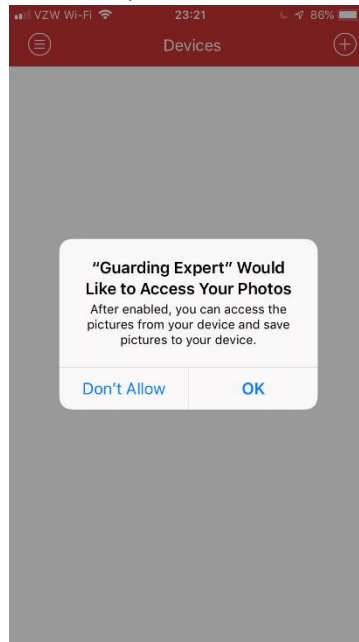 VZW Wi-Fi 23:21 86%
Devices
“Guarding Expert” Would
Like to Access Your Photos
After enabled, you can access the
pictures from your device and save
pictures to your device.
Don’t Allow OK